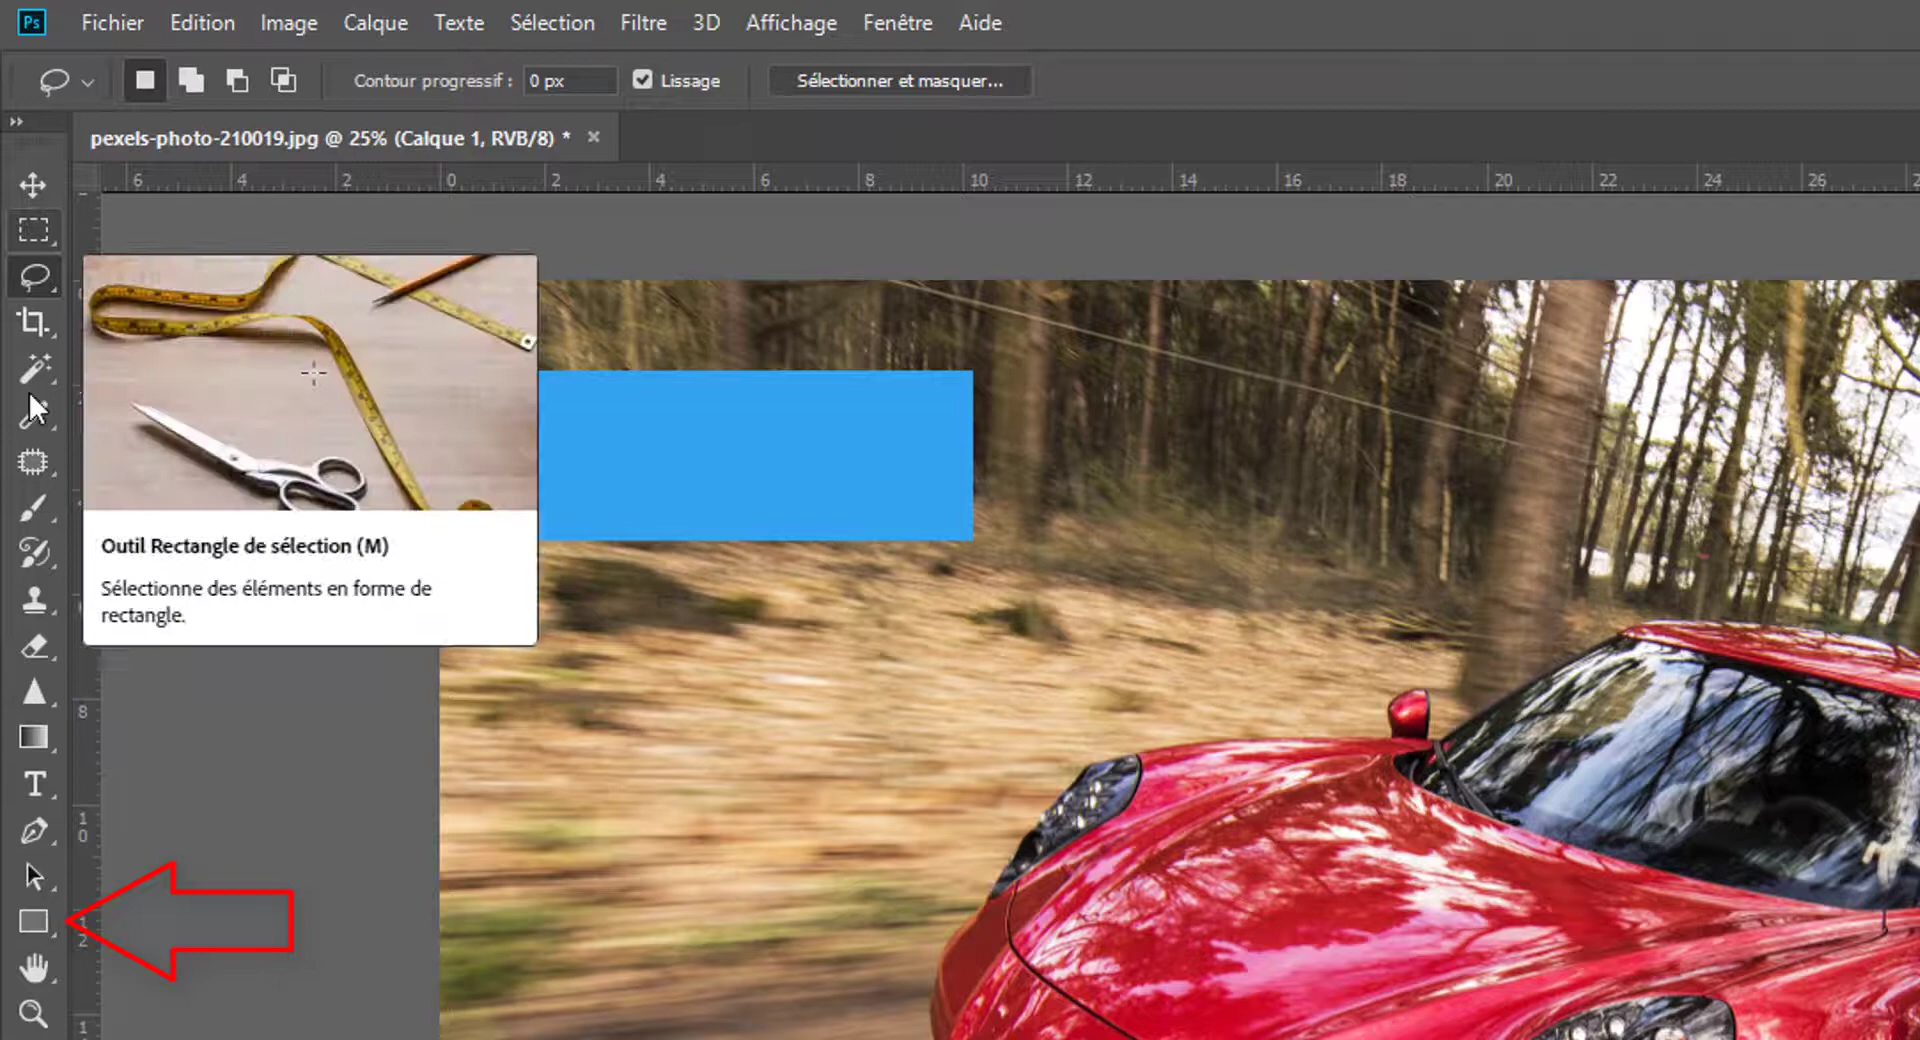 Ps Fichier Edition Image Calque Texte Sélection Filtre 3D Affichage Fenêtre Aide
Contour progressif : 0 px Lissage Sélectionner et masquer...
pexels-photo-210019.jpg @ 25% (Calque 1, RVB/8) * ×
6 4 2 0 2 4 6 8 10 12 14 16 18 20 22 24 26
Outil Rectangle de sélection (M)
Sélectionne des éléments en forme de
rectangle.
8
T
10
12
1